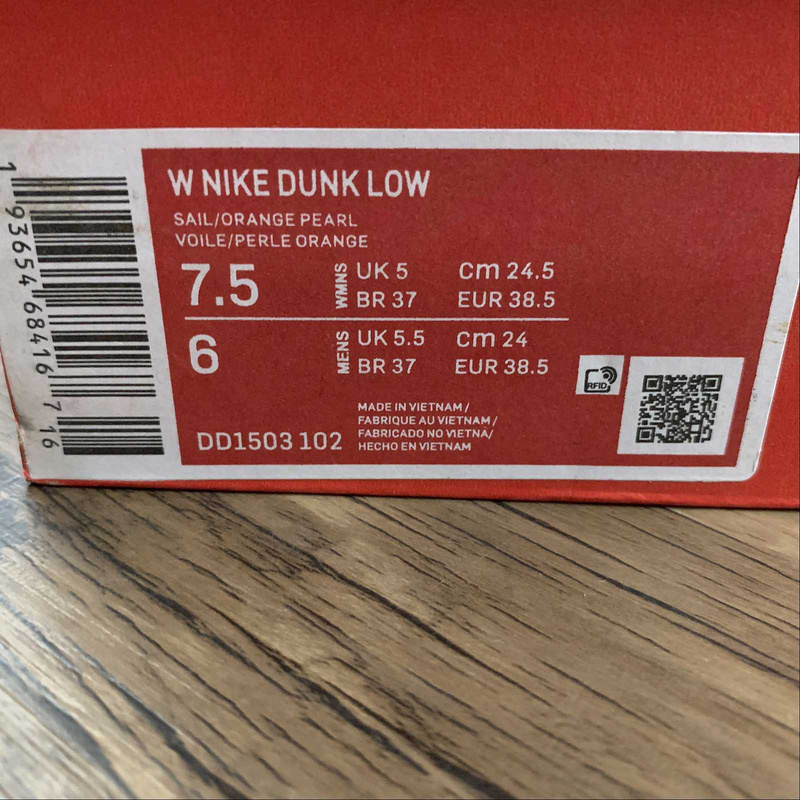 W NIKE DUNK LOW
SAIL/ORANGE PEARL
VOILE/PERLE ORANGE
7.5 WMNS UK 5 Cm 24.5
BR 37 EUR 38.5
6 MENS UK 5.5 Cm 24
BR 37 EUR 38.5
RFID
DD1503 102
MADE IN VIETNAM /
FABRIQUE AU VIETNAM /
FABRICADO NO VIETNÃ/
HECHO EN VIETNAM
1 93654 68416 7 16